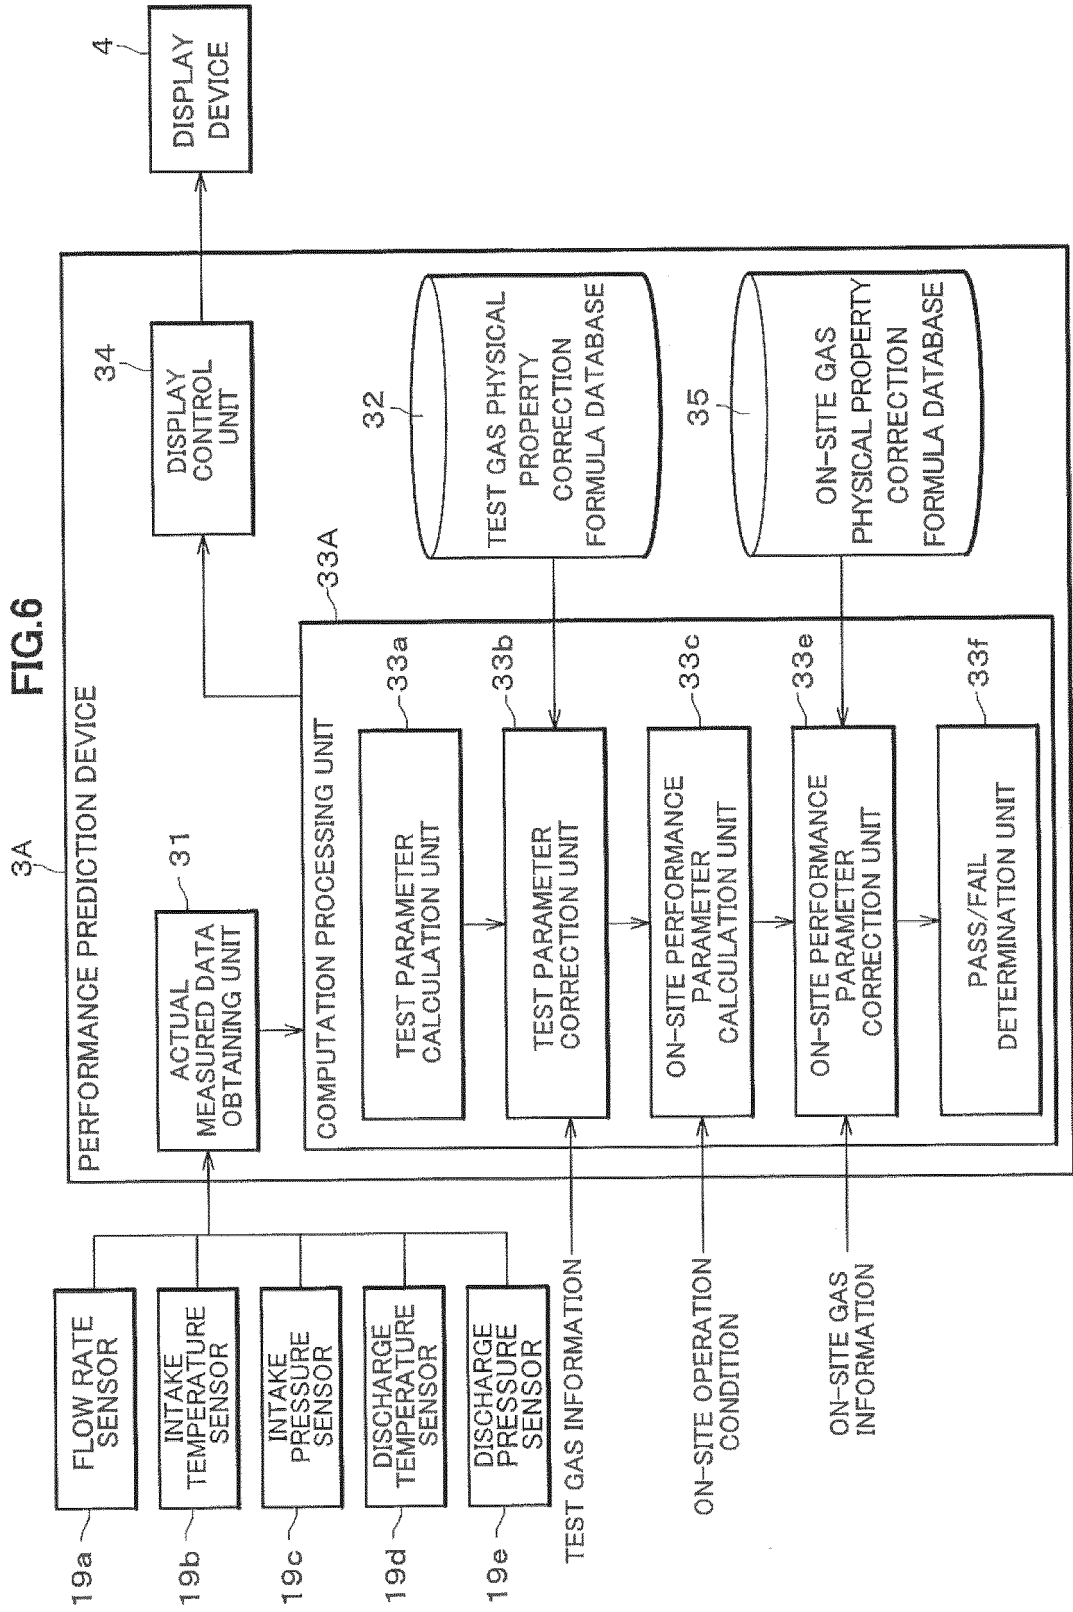 FIG.6
3A
PERFORMANCE PREDICTION DEVICE
19a
FLOW RATE
SENSOR
19b
INTAKE
TEMPERATURE
SENSOR
19c
INTAKE
PRESSURE
SENSOR
19d
DISCHARGE
TEMPERATURE
SENSOR
19e
DISCHARGE
PRESSURE
SENSOR
31
ACTUAL
MEASURED DATA
OBTAINING UNIT
34
DISPLAY
CONTROL
UNIT
4
DISPLAY
DEVICE
33A
COMPUTATION PROCESSING UNIT
33a
TEST PARAMETER
CALCULATION UNIT
TEST GAS INFORMATION
33b
TEST PARAMETER
CORRECTION UNIT
32
TEST GAS PHYSICAL
PROPERTY
CORRECTION
FORMULA DATABASE
ON-SITE OPERATION
CONDITION
33c
ON-SITE PERFORMANCE
PARAMETER
CALCULATION UNIT
ON-SITE GAS
INFORMATION
33e
ON-SITE PERFORMANCE
PARAMETER
CORRECTION UNIT
35
ON-SITE GAS
PHYSICAL PROPERTY
CORRECTION
FORMULA DATABASE
33f
PASS/FAIL
DETERMINATION UNIT